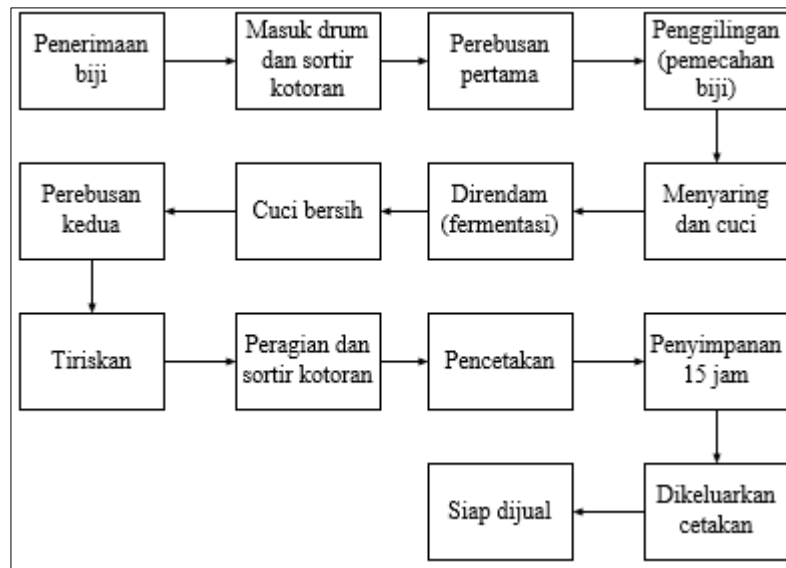 Penerimaan
biji
Masuk drum
dan sortir
kotoran
Perebusan
pertama
Penggilingan
(pemecahan
biji)
Menyaring
dan cuci
Direndam
(fermentasi)
Cuci bersih
Perebusan
kedua
Tiriskan
Peragian dan
sortir kotoran
Pencetakan
Penyimpanan
15 jam
Dikeluarkan
cetakan
Siap dijual